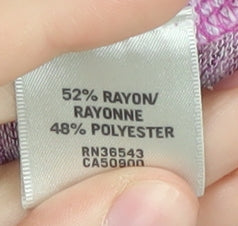 52% RAYON/
RAYONNE
48% POLYESTER
RN36543
CA50900